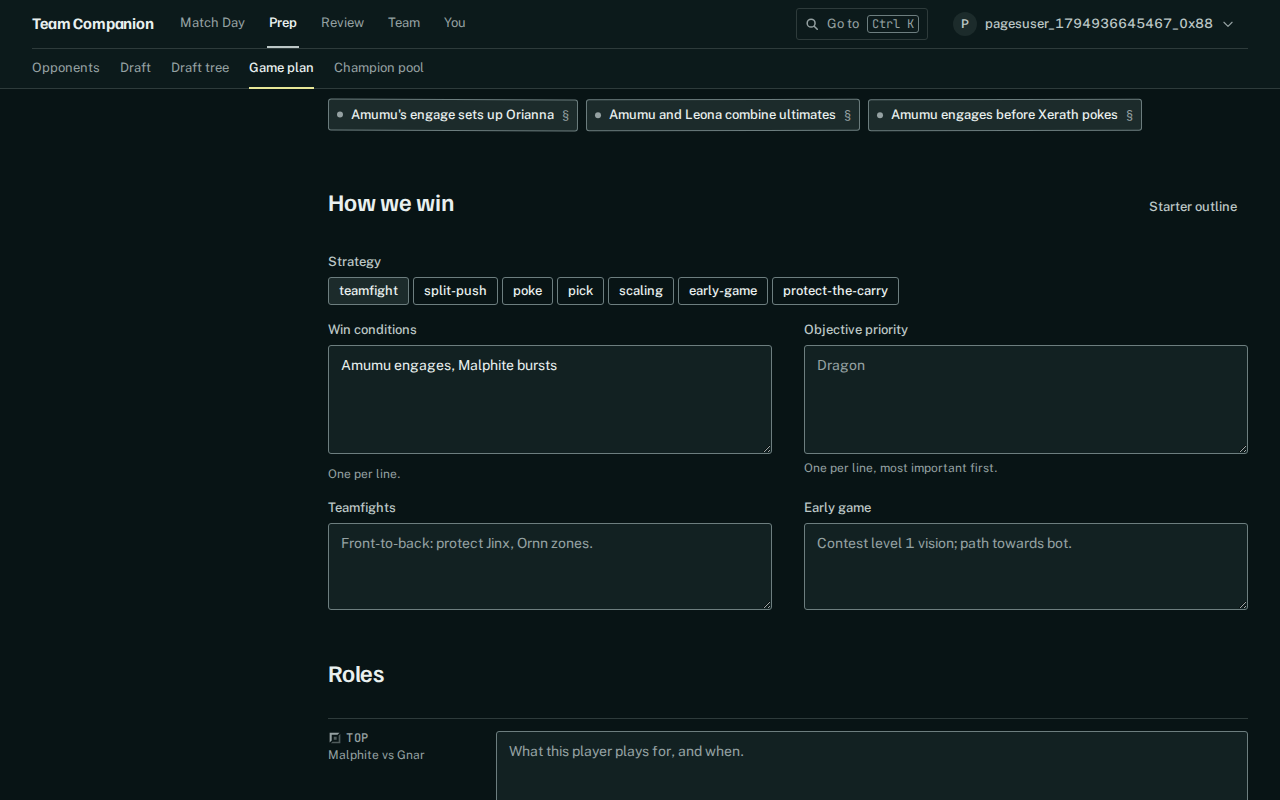 Team Companion Match Day Prep Review Team You Go to Ctrl K P pagesuser_1794936645467_0x88
Opponents Draft Draft tree Game plan Champion pool
Amumu's engage sets up Orianna § Amumu and Leona combine ultimates § Amumu engages before Xerath pokes §
How we win Starter outline
Strategy
teamfight split-push poke pick scaling early-game protect-the-carry
Win conditions Objective priority
Amumu engages, Malphite bursts Dragon
One per line. One per line, most important first.
Teamfights Early game
Front-to-back: protect Jinx, Ornn zones. Contest level 1 vision; path towards bot.
Roles
TOP What this player plays for, and when.
Malphite vs Gnar